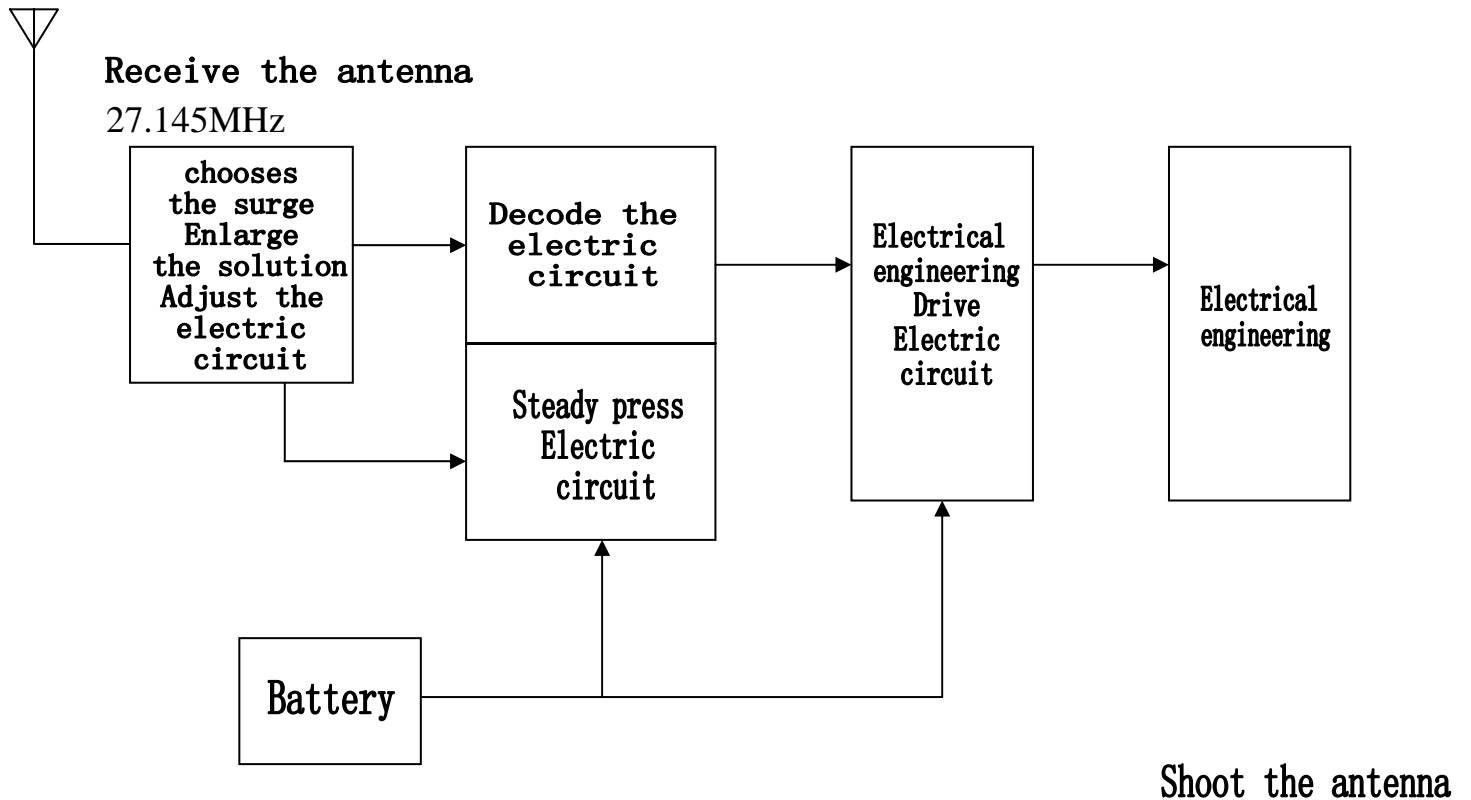 Receive the antenna
27.145MHz
chooses
the surge
Enlarge
the solution
Adjust the
electric
circuit
Decode the
electric
circuit
Steady press
Electric
circuit
Electrical
engineering
Drive
Electric
circuit
Electrical
engineering
Battery
Shoot the antenna